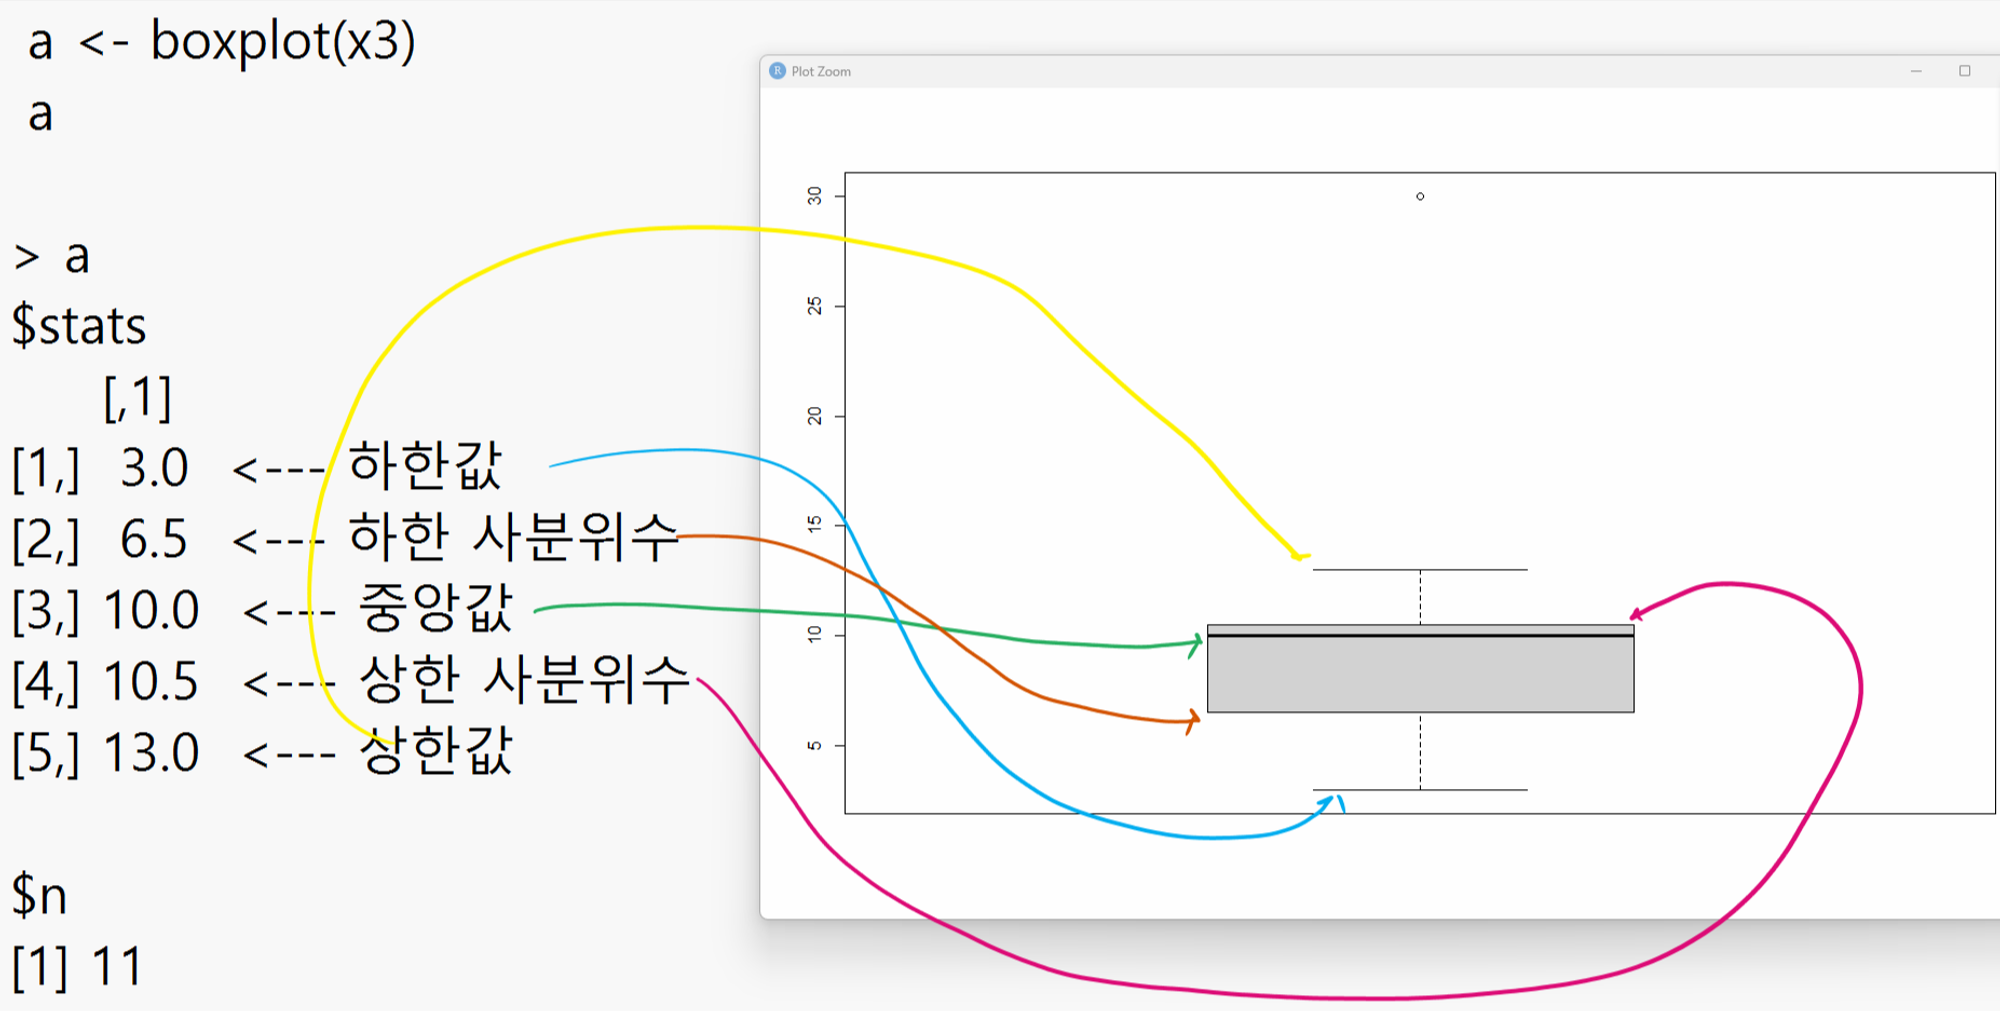 a <- boxplot(x3)
a
> a
$stats
[,1]
[1,] 3.0 <--- 하한값
[2,] 6.5 <--- 하한 사분위수
[3,] 10.0 <--- 중앙값
[4,] 10.5 <--- 상한 사분위수
[5,] 13.0 <--- 상한값
$n
[1] 11
R Plot Zoom
30
25
20
15
10
5